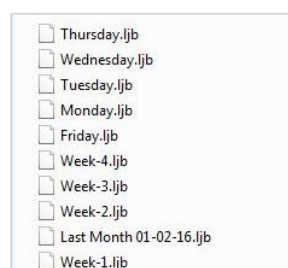 Thursday.ljb
Wednesday.ljb
Tuesday.ljb
Monday.ljb
Friday.ljb
Week-4.ljb
Week-3.ljb
Week-2.ljb
Last Month 01-02-16.ljb
Week-1.ljb